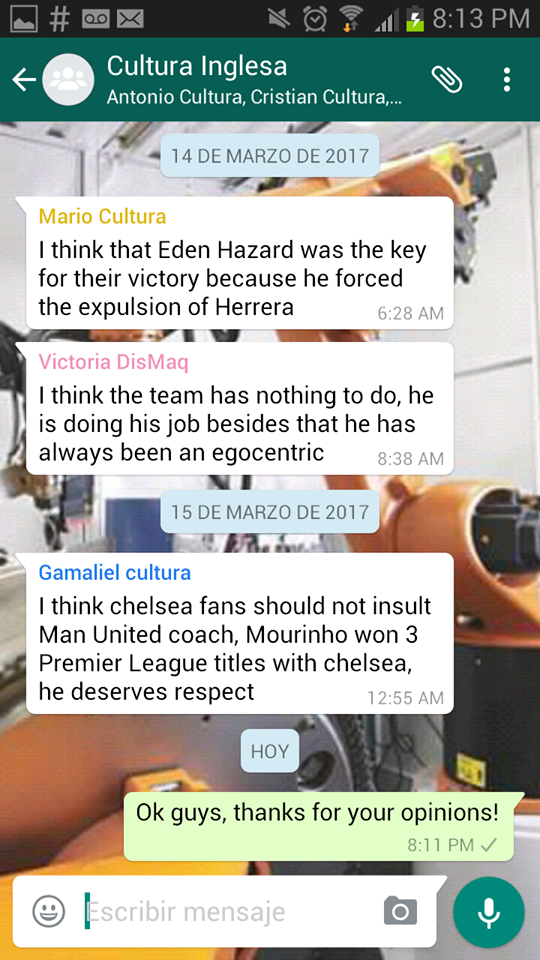 8:13 PM
Cultura Inglesa
Antonio Cultura, Cristian Cultura,...
14 DE MARZO DE 2017
Mario Cultura
I think that Eden Hazard was the key
for their victory because he forced
the expulsion of Herrera
6:28 AM
Victoria DisMaq
I think the team has nothing to do, he
is doing his job besides that he has
always been an egocentric
8:38 AM
15 DE MARZO DE 2017
Gamaliel cultura
I think chelsea fans should not insult
Man United coach, Mourinho won 3
Premier League titles with chelsea,
he deserves respect
12:55 AM
HOY
Ok guys, thanks for your opinions!
8:11 PM
Escribir mensaje